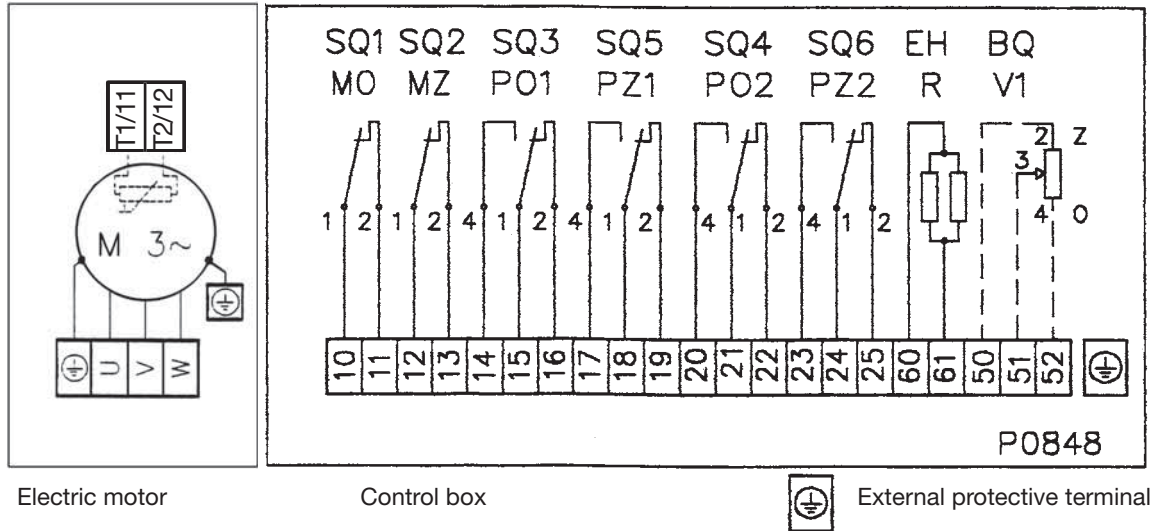 T1/11
T2/12
M 3~
U V W
SQ1 SQ2 SQ3 SQ5 SQ4 SQ6 EH BQ
MO MZ PO1 PZ1 PO2 PZ2 R V1
2 Z
3
1 2 1 2 4 1 2 4 1 2 4 1 2 4 1 2 4 O
10 11 12 13 14 15 16 17 18 19 20 21 22 23 24 25 60 61 50 51 52
P0848
Electric motor
Control box
External protective terminal